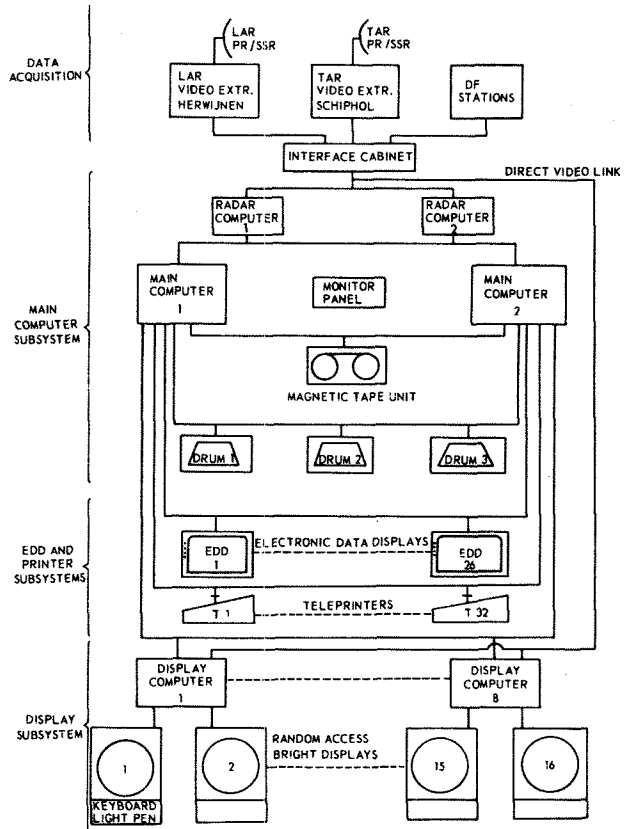 DATA
ACQUISITION
LAR
PR/SSR
TAR
PR/SSR
LAR
VIDEO EXTR.
HERWIJNEN
TAR
VIDEO EXTR.
SCHIPHOL
DF
STATIONS
INTERFACE CABINET
DIRECT VIDEO LINK
MAIN
COMPUTER
SUBSYSTEM
RADAR
COMPUTER
1
RADAR
COMPUTER
2
MAIN
COMPUTER
1
MONITOR
PANEL
MAIN
COMPUTER
2
MAGNETIC TAPE UNIT
DRUM 1
DRUM 2
DRUM 3
EDD AND
PRINTER
SUBSYSTEMS
EDD
1
ELECTRONIC DATA DISPLAYS
EDD
26
T 1
TELEPRINTERS
T 32
DISPLAY
SUBSYSTEM
DISPLAY
COMPUTER
1
DISPLAY
COMPUTER
8
1
2
RANDOM ACCESS
BRIGHT DISPLAYS
15
16
KEYBOARD
LIGHT PEN